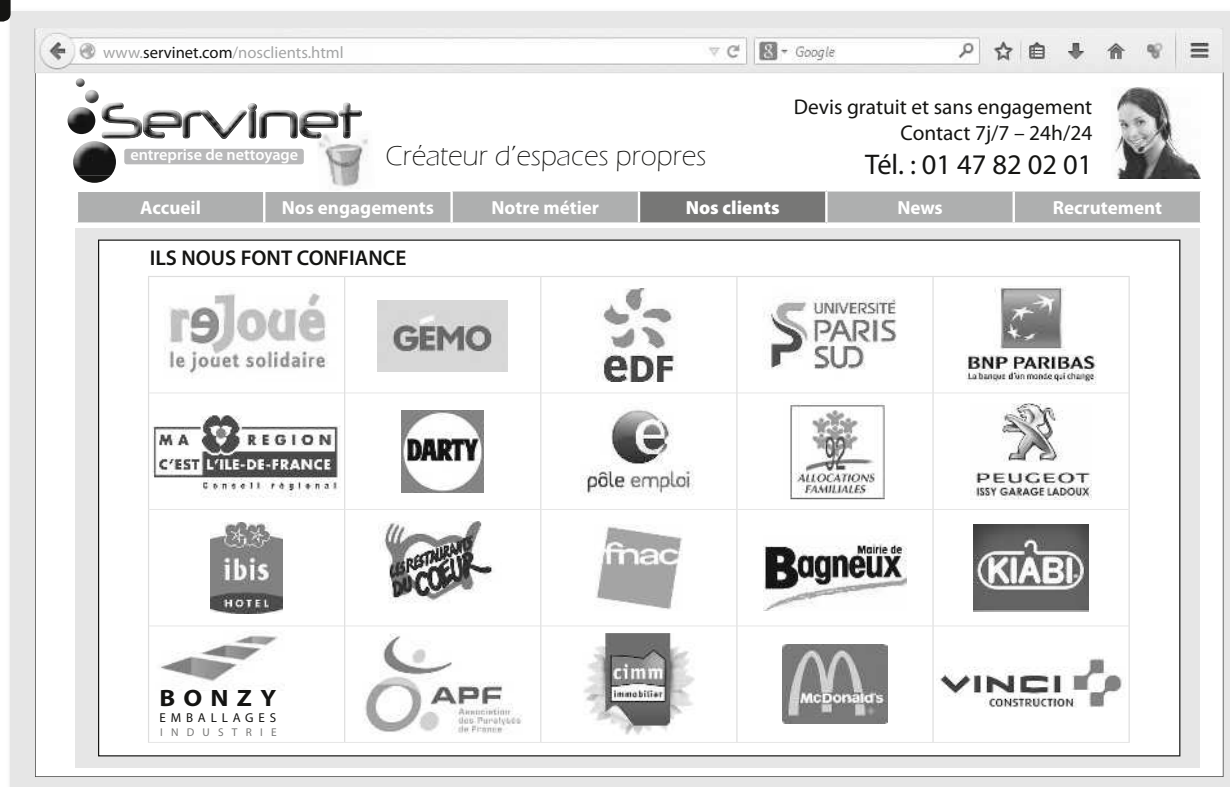 www.servinet.com/nosclients.html
8 Google
Servinet
entreprise de nettoyage
Créateur d'espaces propres
Devis gratuit et sans engagement
Contact 7j/7 – 24h/24
Tél. : 01 47 82 02 01
Accueil Nos engagements Notre métier Nos clients News Recrutement
ILS NOUS FONT CONFIANCE
reJoué
le jouet solidaire
GÉMO
eDF
UNIVERSITÉ
PARIS
SUD
BNP PARIBAS
La banque d'un monde qui change
MA REGION
C'EST L'ILE-DE-FRANCE
Conseil régional
DARTY
pôle emploi
92
ALLOCATIONS
FAMILIALES
PEUGEOT
ISSY GARAGE LADOUX
ibis
HOTEL
LES RESTAURANTS
DU COEUR
fnac
Mairie de
Bagneux
KIABI
BONZY
EMBALLAGES
INDUSTRIE
APF
Association
des Paralysés
de France
cimm
immobilier
McDonald's
VINCI
CONSTRUCTION